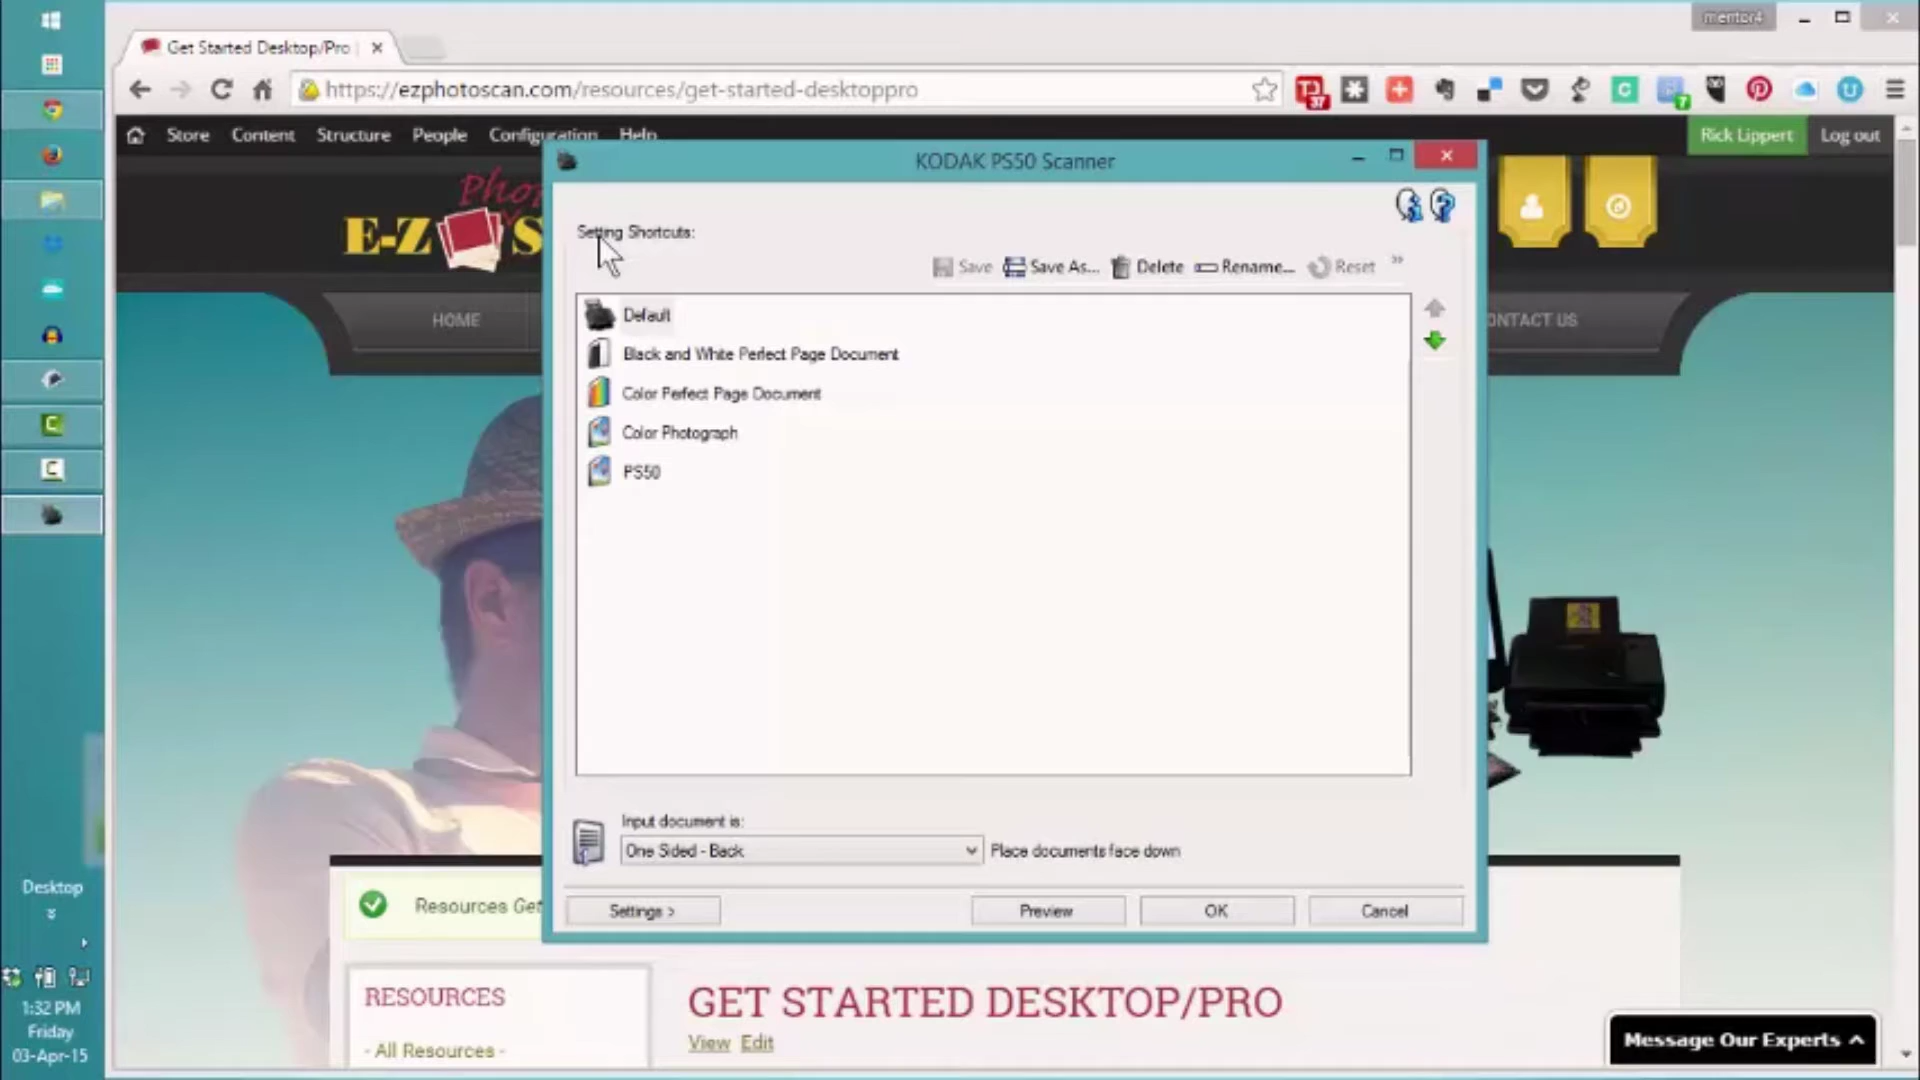 mentor4
Get Started Desktop/Pro |
https://ezphotoscan.com/resources/get-started-desktoppro
37
7
Store Content Structure People Configuration Help
Rick Lippert Log out
KODAK PS50 Scanner
E-Z
S
Setting Shortcuts:
Save Save As... Delete Rename... Reset »
HOME
ONTACT US
Default
Black and White Perfect Page Document
Color Perfect Page Document
Color Photograph
PS50
Input document is:
One Sided - Back Place documents face down
Settings > Preview OK Cancel
Desktop
Resources Get
RESOURCES
GET STARTED DESKTOP/PRO
View Edit
- All Resources -
Message Our Experts
1:32 PM
Friday
03-Apr-15